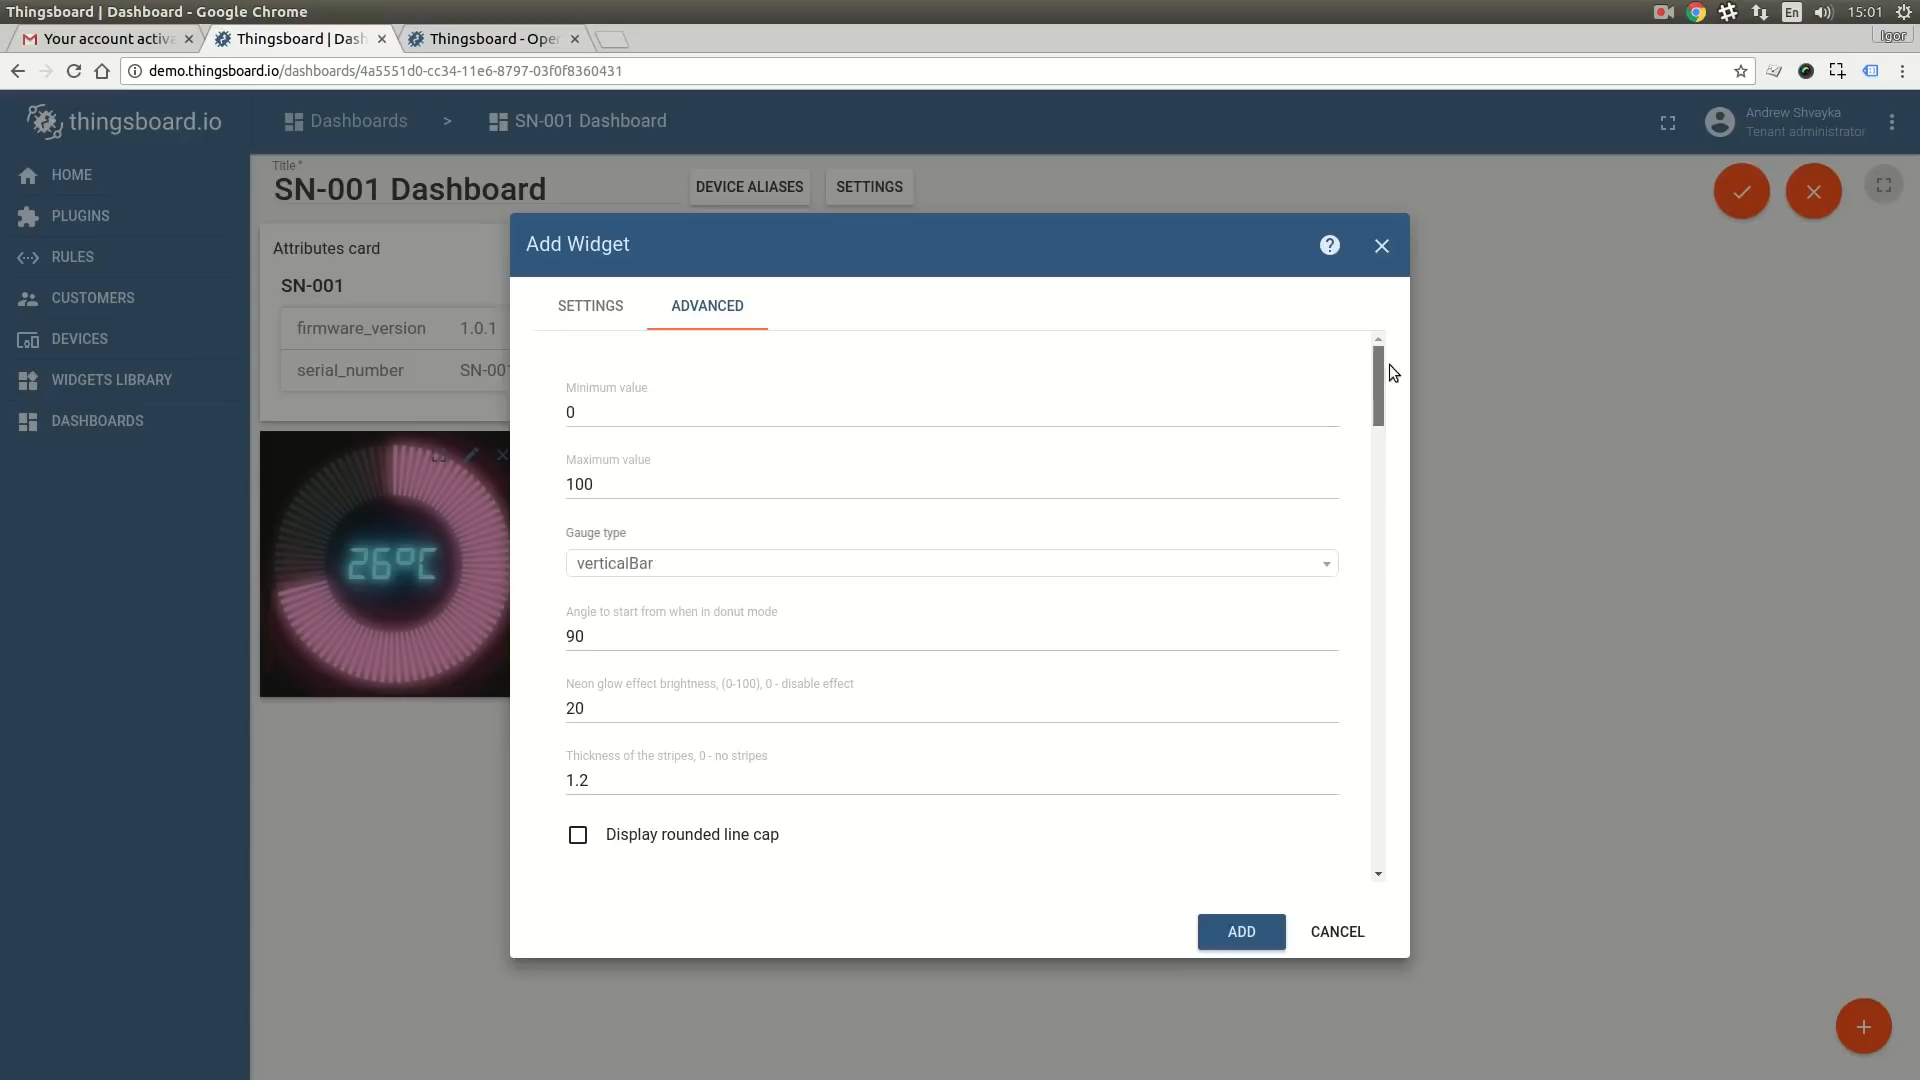 Thingsboard | Dashboard - Google Chrome
En
15:01
Your account activa
Thingsboard | Dash
Thingsboard - Ope
Igor
demo.thingsboard.io/dashboards/4a5551d0-cc34-11e6-8797-03f0f8360431
thingsboard.io
Dashboards > SN-001 Dashboard
Andrew Shvayka
Tenant administrator
HOME
PLUGINS
RULES
CUSTOMERS
DEVICES
WIDGETS LIBRARY
DASHBOARDS
Title *
SN-001 Dashboard
DEVICE ALIASES
SETTINGS
Attributes card
SN-001
firmware_version 1.0.1
serial_number SN-001
26°C
Add Widget
SETTINGS
ADVANCED
Minimum value
0
Maximum value
100
Gauge type
verticalBar
Angle to start from when in donut mode
90
Neon glow effect brightness, (0-100), 0 - disable effect
20
Thickness of the stripes, 0 - no stripes
1.2
Display rounded line cap
ADD
CANCEL